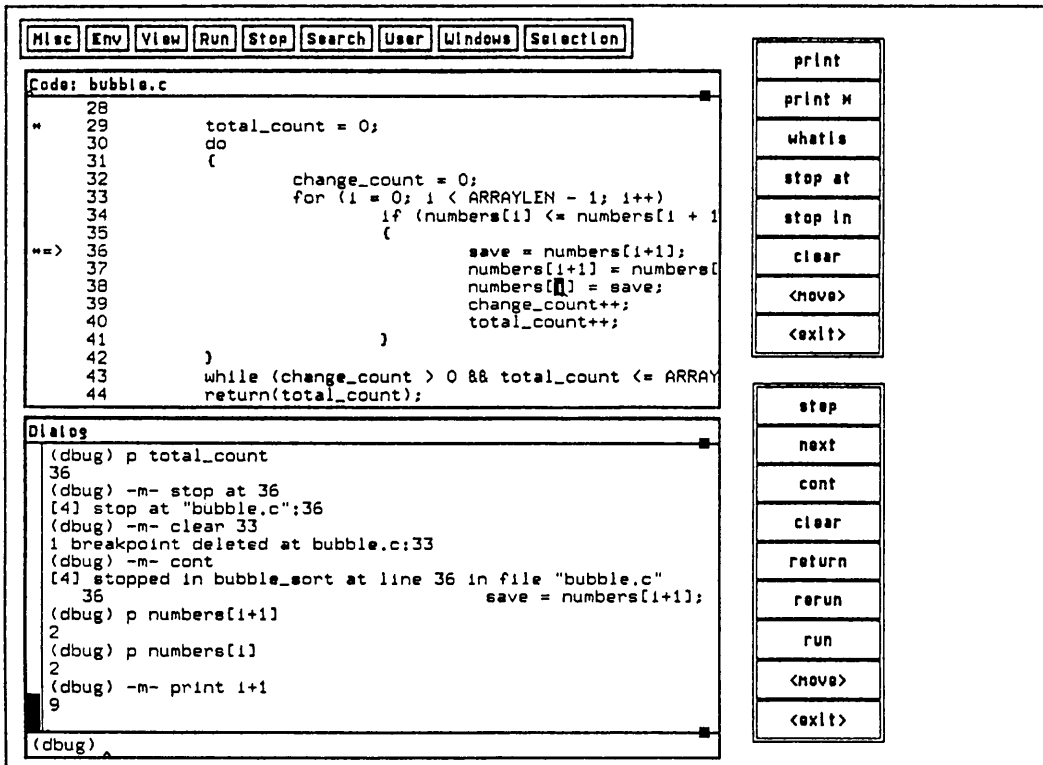 Misc Env View Run Stop Search User Windows Selection
Code: bubble.c
28
* 29 total_count = 0;
30 do
31 {
32 change_count = 0;
33 for (i = 0; i < ARRAYLEN - 1; i++)
34 if (numbers[i] <= numbers[i + 1
35 {
*=> 36 save = numbers[i+1];
37 numbers[i+1] = numbers[
38 numbers[i] = save;
39 change_count++;
40 total_count++;
41 }
42 }
43 while (change_count > 0 && total_count <= ARRAY
44 return(total_count);
Dialog
(dbug) p total_count
36
(dbug) -m- stop at 36
[4] stop at "bubble.c":36
(dbug) -m- clear 33
1 breakpoint deleted at bubble.c:33
(dbug) -m- cont
[4] stopped in bubble_sort at line 36 in file "bubble.c"
36 save = numbers[i+1];
(dbug) p numbers[i+1]
2
(dbug) p numbers[i]
2
(dbug) -m- print i+1
9
(dbug)
print
print *
whatis
stop at
stop in
clear
<move>
<exit>
step
next
cont
clear
return
rerun
run
<move>
<exit>